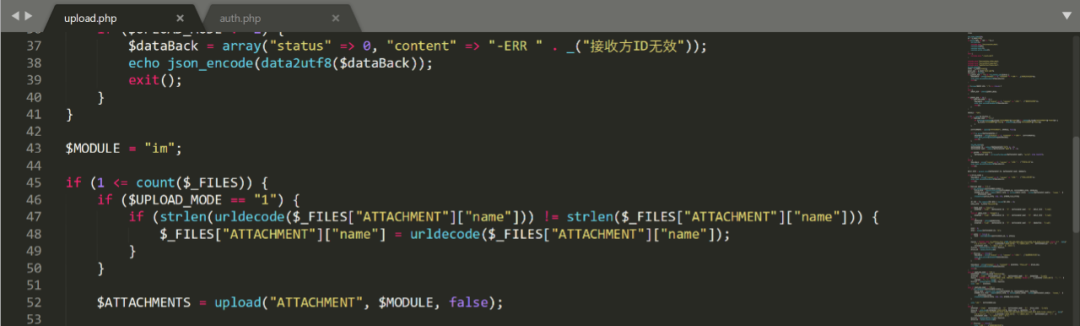 upload.php
auth.php
37 $dataBack = array("status" => 0, "content" => "-ERR " . _("接收方ID无效"));
38 echo json_encode(data2utf8($dataBack));
39 exit();
40 }
41 }
42
43 $MODULE = "im";
44
45 if (1 <= count($_FILES)) {
46 if ($UPLOAD_MODE == "1") {
47 if (strlen(urldecode($_FILES["ATTACHMENT"]["name"])) != strlen($_FILES["ATTACHMENT"]["name"])) {
48 $_FILES["ATTACHMENT"]["name"] = urldecode($_FILES["ATTACHMENT"]["name"]);
49 }
50 }
51
52 $ATTACHMENTS = upload("ATTACHMENT", $MODULE, false);
53